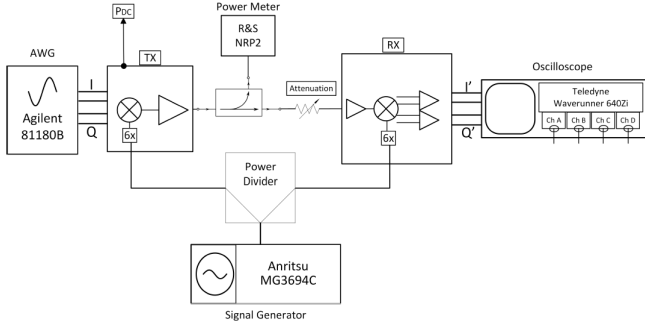 Power Meter
PDC
R&S
NRP2
AWG
TX
RX
Oscilloscope
Agilent
81180B
I
Q
6x
Attenuation
6x
I'
Q'
Teledyne
Waverunner 640Zi
Ch A
Ch B
Ch C
Ch D
Power
Divider
Anritsu
MG3694C
Signal Generator